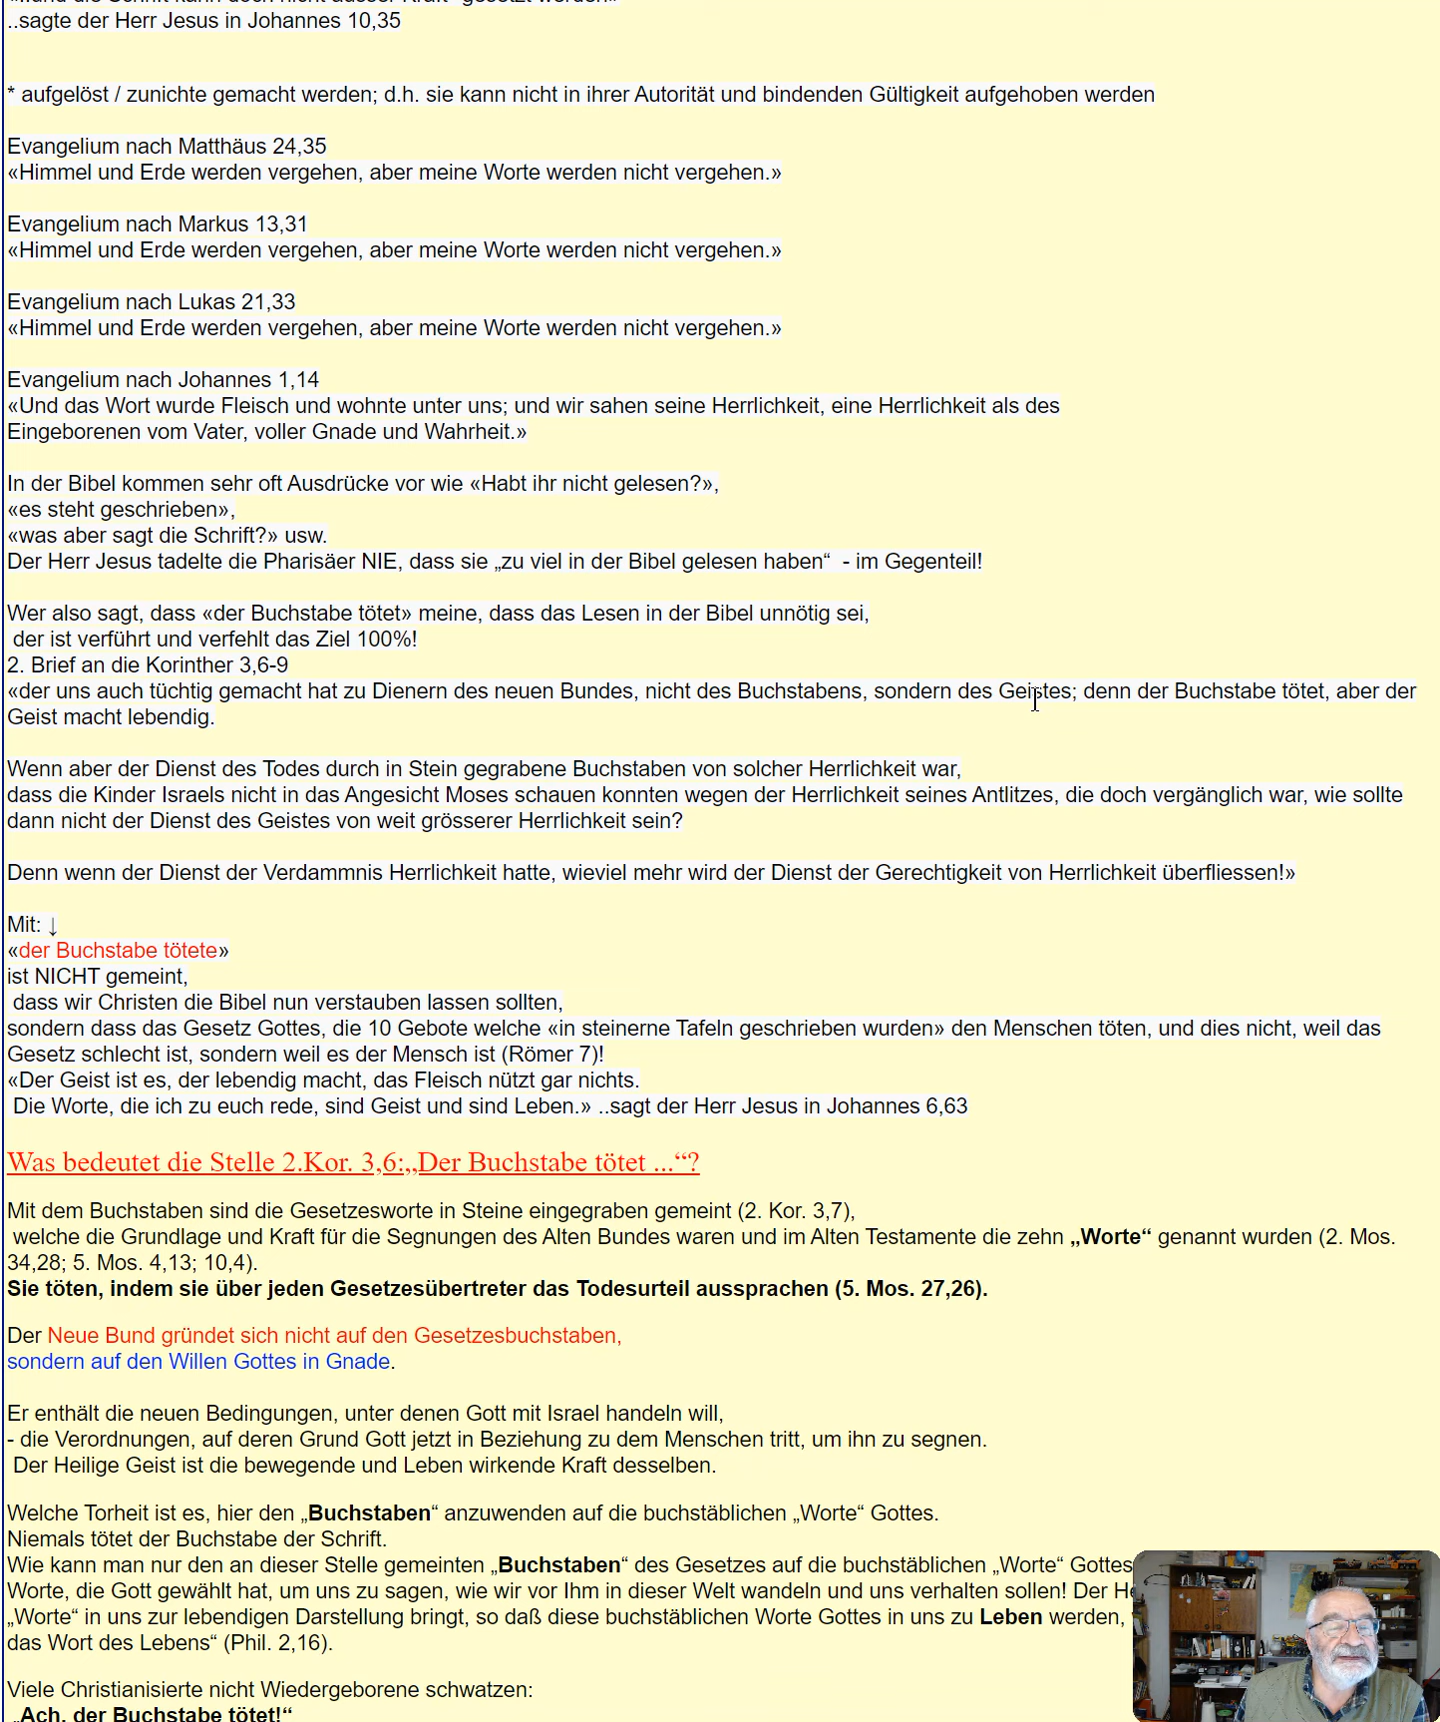 ..sagte der Herr Jesus in Johannes 10,35
* aufgelöst / zunichte gemacht werden; d.h. sie kann nicht in ihrer Autorität und bindenden Gültigkeit aufgehoben werden
Evangelium nach Matthäus 24,35
«Himmel und Erde werden vergehen, aber meine Worte werden nicht vergehen.»
Evangelium nach Markus 13,31
«Himmel und Erde werden vergehen, aber meine Worte werden nicht vergehen.»
Evangelium nach Lukas 21,33
«Himmel und Erde werden vergehen, aber meine Worte werden nicht vergehen.»
Evangelium nach Johannes 1,14
«Und das Wort wurde Fleisch und wohnte unter uns; und wir sahen seine Herrlichkeit, eine Herrlichkeit als des
Eingeborenen vom Vater, voller Gnade und Wahrheit.»
In der Bibel kommen sehr oft Ausdrücke vor wie «Habt ihr nicht gelesen?»,
«es steht geschrieben»,
«was aber sagt die Schrift?» usw.
Der Herr Jesus tadelte die Pharisäer NIE, dass sie „zu viel in der Bibel gelesen haben“ - im Gegenteil!
Wer also sagt, dass «der Buchstabe tötet» meine, dass das Lesen in der Bibel unnötig sei,
der ist verführt und verfehlt das Ziel 100%!
2. Brief an die Korinther 3,6-9
«der uns auch tüchtig gemacht hat zu Dienern des neuen Bundes, nicht des Buchstabens, sondern des Geistes; denn der Buchstabe tötet, aber der
Geist macht lebendig.
Wenn aber der Dienst des Todes durch in Stein gegrabene Buchstaben von solcher Herrlichkeit war,
dass die Kinder Israels nicht in das Angesicht Moses schauen konnten wegen der Herrlichkeit seines Antlitzes, die doch vergänglich war, wie sollte
dann nicht der Dienst des Geistes von weit grösserer Herrlichkeit sein?
Denn wenn der Dienst der Verdammnis Herrlichkeit hatte, wieviel mehr wird der Dienst der Gerechtigkeit von Herrlichkeit überfliessen!»
Mit: ↓
«der Buchstabe tötete»
ist NICHT gemeint,
dass wir Christen die Bibel nun verstauben lassen sollten,
sondern dass das Gesetz Gottes, die 10 Gebote welche «in steinerne Tafeln geschrieben wurden» den Menschen töten, und dies nicht, weil das
Gesetz schlecht ist, sondern weil es der Mensch ist (Römer 7)!
«Der Geist ist es, der lebendig macht, das Fleisch nützt gar nichts.
Die Worte, die ich zu euch rede, sind Geist und sind Leben.» ..sagt der Herr Jesus in Johannes 6,63
Was bedeutet die Stelle 2.Kor. 3,6:„Der Buchstabe tötet ...“?
Mit dem Buchstaben sind die Gesetzesworte in Steine eingegraben gemeint (2. Kor. 3,7),
welche die Grundlage und Kraft für die Segnungen des Alten Bundes waren und im Alten Testamente die zehn „Worte“ genannt wurden (2. Mos.
34,28; 5. Mos. 4,13; 10,4).
Sie töten, indem sie über jeden Gesetzesübertreter das Todesurteil aussprachen (5. Mos. 27,26).
Der Neue Bund gründet sich nicht auf den Gesetzesbuchstaben,
sondern auf den Willen Gottes in Gnade.
Er enthält die neuen Bedingungen, unter denen Gott mit Israel handeln will,
- die Verordnungen, auf deren Grund Gott jetzt in Beziehung zu dem Menschen tritt, um ihn zu segnen.
Der Heilige Geist ist die bewegende und Leben wirkende Kraft desselben.
Welche Torheit ist es, hier den „Buchstaben“ anzuwenden auf die buchstäblichen „Worte“ Gottes.
Niemals tötet der Buchstabe der Schrift.
Wie kann man nur den an dieser Stelle gemeinten „Buchstaben“ des Gesetzes auf die buchstäblichen „Worte“ Gottes
Worte, die Gott gewählt hat, um uns zu sagen, wie wir vor Ihm in dieser Welt wandeln und uns verhalten sollen! Der
„Worte“ in uns zur lebendigen Darstellung bringt, so daß diese buchstäblichen Worte Gottes in uns zu Leben werden,
das Wort des Lebens“ (Phil. 2,16).
Viele Christianisierte nicht Wiedergeborene schwatzen:
„Ach, der Buchstabe tötet!“